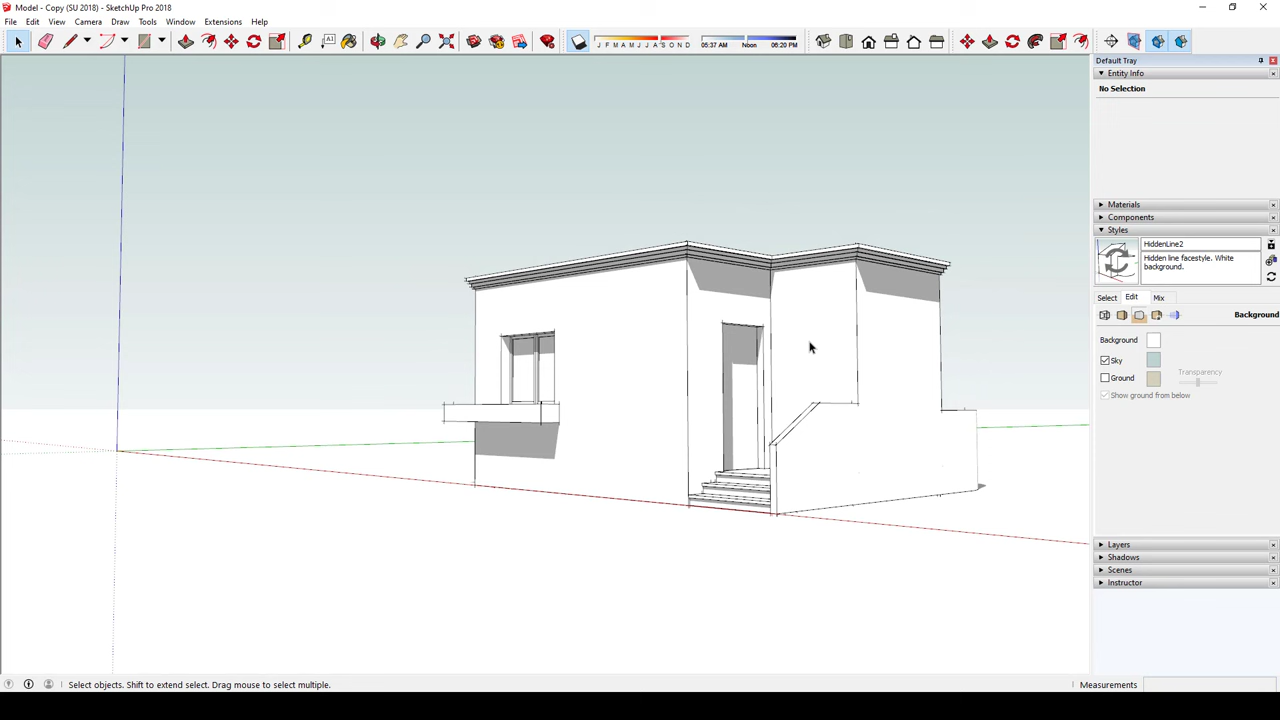 Model - Copy (SU 2018) - SketchUp Pro 2018
File Edit View Camera Draw Tools Window Extensions Help
J F M A M J J A S O N D 05:37 AM Noon 06:20 PM
Default Tray
Entity Info
No Selection
Materials
Components
Styles
HiddenLine2
Hidden line facestyle. White
background.
Select Edit Mix
Background
Background
Sky
Ground Transparency
Show ground from below
Layers
Shadows
Scenes
Instructor
Select objects. Shift to extend select. Drag mouse to select multiple. Measurements